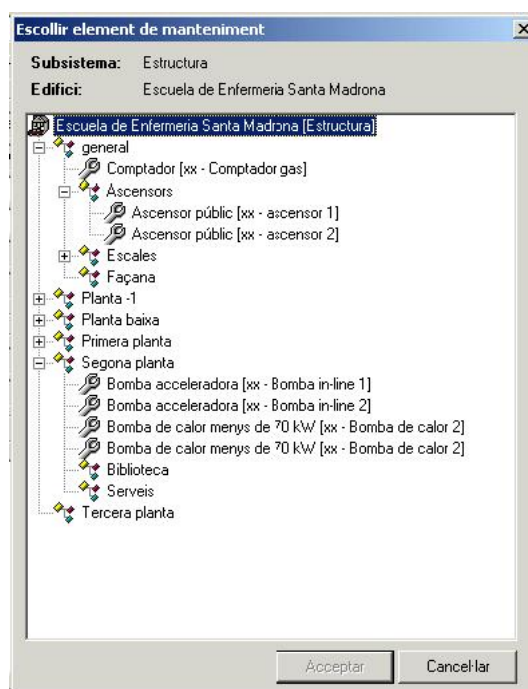 Escollir element de manteniment
Subsistema: Estructura
Edifici: Escuela de Enfermeria Santa Madrona
Escuela de Enfermeria Santa Madrona [Estructura]
general
Comptador [xx - Comptador gas]
Ascensors
Ascensor públic [xx - ascensor 1]
Ascensor públic [xx - ascensor 2]
Escales
Façana
Planta -1
Planta baixa
Primera planta
Segona planta
Bomba acceleradora [xx - Bomba in-line 1]
Bomba acceleradora [xx - Bomba in-line 2]
Bomba de calor menys de 70 kW [xx - Bomba de calor 2]
Bomba de calor menys de 70 kW [xx - Bomba de calor 2]
Biblioteca
Serveis
Tercera planta
Acceptar Cancel·lar